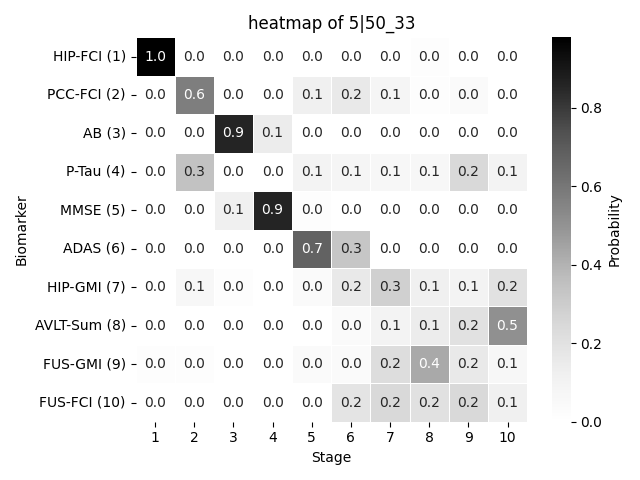 heatmap of 5|50_33
HIP-FCI (1) 1.0 0.0 0.0 0.0 0.0 0.0 0.0 0.0 0.0 0.0
PCC-FCI (2) 0.0 0.6 0.0 0.0 0.1 0.2 0.1 0.0 0.0 0.0
AB (3) 0.0 0.0 0.9 0.1 0.0 0.0 0.0 0.0 0.0 0.0
P-Tau (4) 0.0 0.3 0.0 0.0 0.1 0.1 0.1 0.1 0.2 0.1
MMSE (5) 0.0 0.0 0.1 0.9 0.0 0.0 0.0 0.0 0.0 0.0
ADAS (6) 0.0 0.0 0.0 0.0 0.7 0.3 0.0 0.0 0.0 0.0
HIP-GMI (7) 0.0 0.1 0.0 0.0 0.0 0.2 0.3 0.1 0.1 0.2
AVLT-Sum (8) 0.0 0.0 0.0 0.0 0.0 0.0 0.1 0.1 0.2 0.5
FUS-GMI (9) 0.0 0.0 0.0 0.0 0.0 0.0 0.2 0.4 0.2 0.1
FUS-FCI (10) 0.0 0.0 0.0 0.0 0.0 0.2 0.2 0.2 0.2 0.1
1 2 3 4 5 6 7 8 9 10
Stage
Biomarker
0.8
0.6
0.4
0.2
0.0
Probability